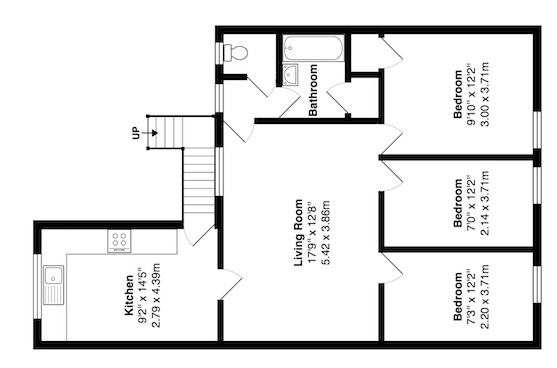 Bathroom
Bedroom
9'10" x 12'2"
3.00 x 3.71m
UP
Bedroom
7'0" x 12'2"
2.14 x 3.71m
Living Room
17'9" x 12'8"
5.42 x 3.86m
Kitchen
9'2" x 14'5"
2.79 x 4.39m
Bedroom
7'3" x 12'2"
2.20 x 3.71m